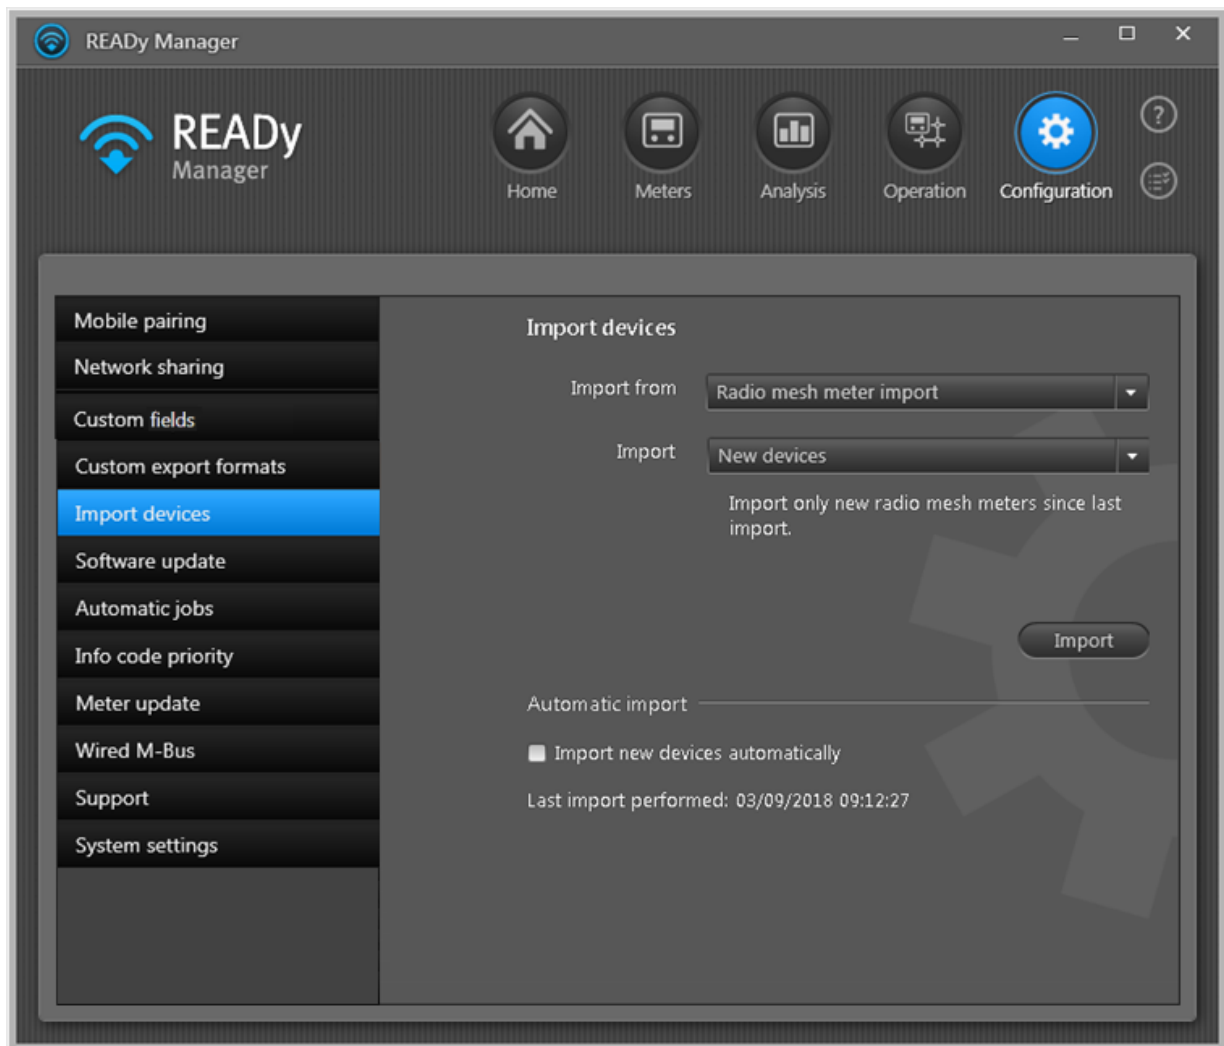 READy Manager
READy
Manager
Home
Meters
Analysis
Operation
Configuration
?
Mobile pairing
Network sharing
Custom fields
Custom export formats
Import devices
Software update
Automatic jobs
Info code priority
Meter update
Wired M-Bus
Support
System settings
Import devices
Import from
Radio mesh meter import
Import
New devices
Import only new radio mesh meters since last
import.
Import
Automatic import
Import new devices automatically
Last import performed: 03/09/2018 09:12:27